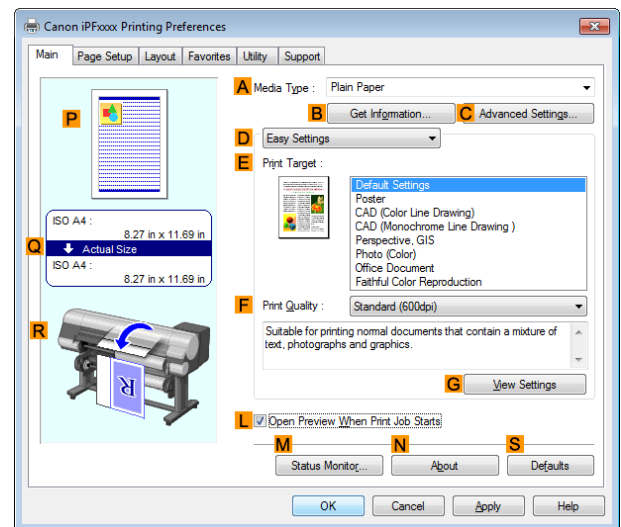 Canon iPFxxxx Printing Preferences
Main Page Setup Layout Favorites Utility Support
A Media Type : Plain Paper
B Get Information... C Advanced Settings...
D Easy Settings
E Print Target :
Default Settings
Poster
CAD (Color Line Drawing)
CAD (Monochrome Line Drawing )
Perspective, GIS
Photo (Color)
Office Document
Faithful Color Reproduction
F Print Quality : Standard (600dpi)
Suitable for printing normal documents that contain a mixture of
text, photographs and graphics.
G View Settings
L Open Preview When Print Job Starts
M N S
Status Monitor... About Defaults
P
Q
ISO A4 :
8.27 in x 11.69 in
Actual Size
ISO A4 :
8.27 in x 11.69 in
R
R
OK Cancel Apply Help